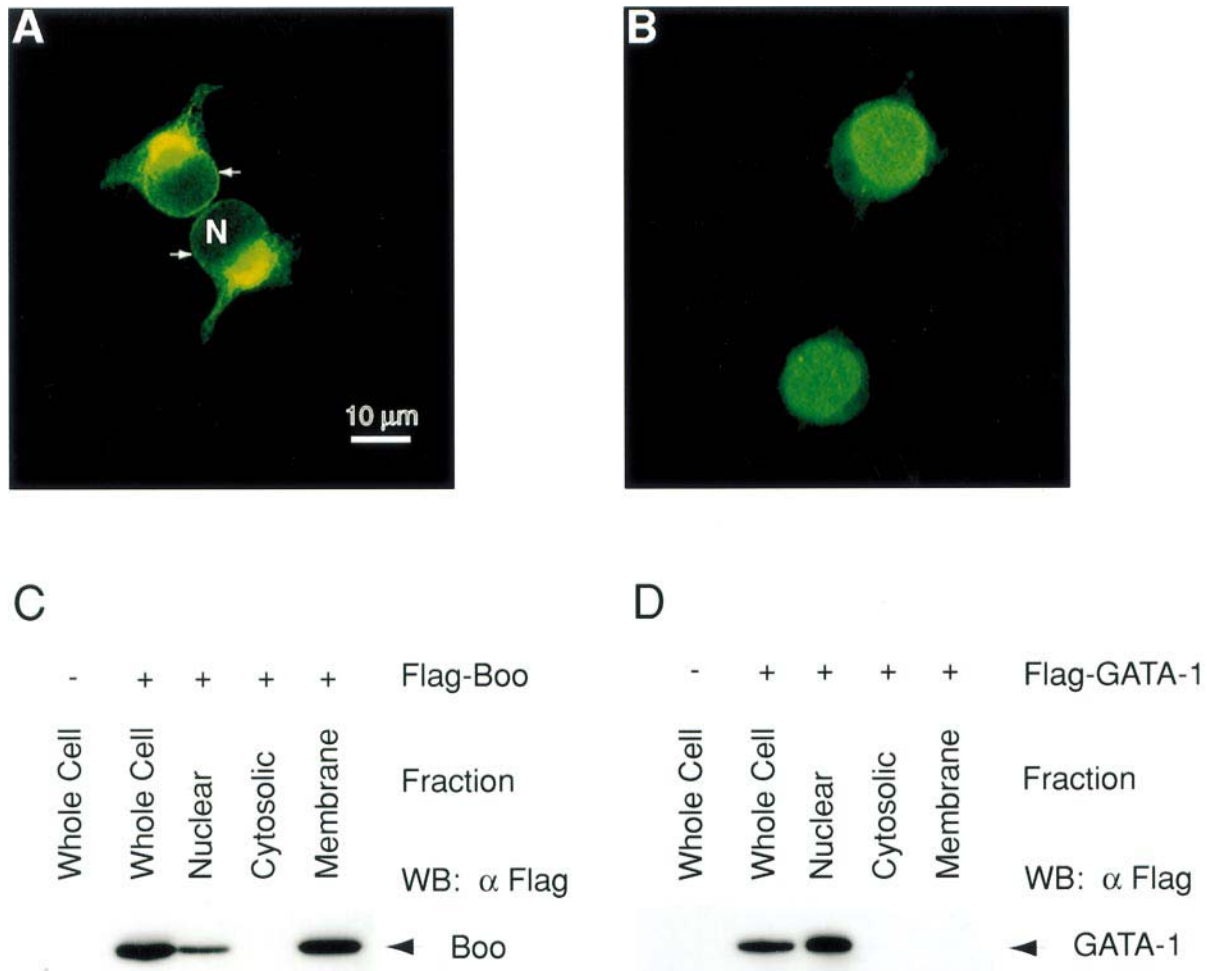 A
B
N
10 μm
C
D
- + + + + Flag-Boo
Whole Cell Whole Cell Nuclear Cytosolic Membrane Fraction
WB: α Flag
Boo
- + + + + Flag-GATA-1
Whole Cell Whole Cell Nuclear Cytosolic Membrane Fraction
WB: α Flag
GATA-1